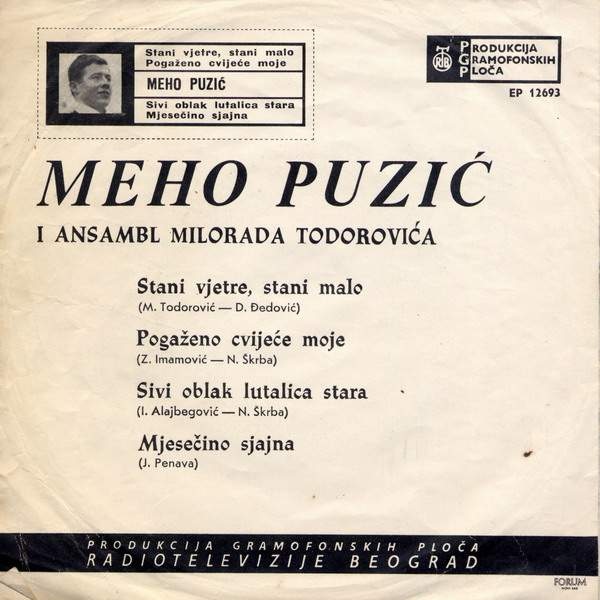 Stani vjetre, stani malo
Pogaženo cvijeće moje
MEHO PUZIĆ
Sivi oblak lutalica stara
Mjesečino sjajna
RTB
PRODUKCIJA
GRAMOFONSKIH
PLOČA
EP 12693
MEHO PUZIĆ
I ANSAMBL MILORADA TODOROVIĆA
Stani vjetre, stani malo
(M. Todorović — D. Đedović)
Pogaženo cvijeće moje
(Z. Imamović — N. Škrba)
Sivi oblak lutalica stara
(I. Alajbegović — N. Škrba)
Mjesečino sjajna
(J. Penava)
PRODUKCIJA GRAMOFONSKIH PLOČA
RADIOTELEVIZIJE BEOGRAD
FORUM